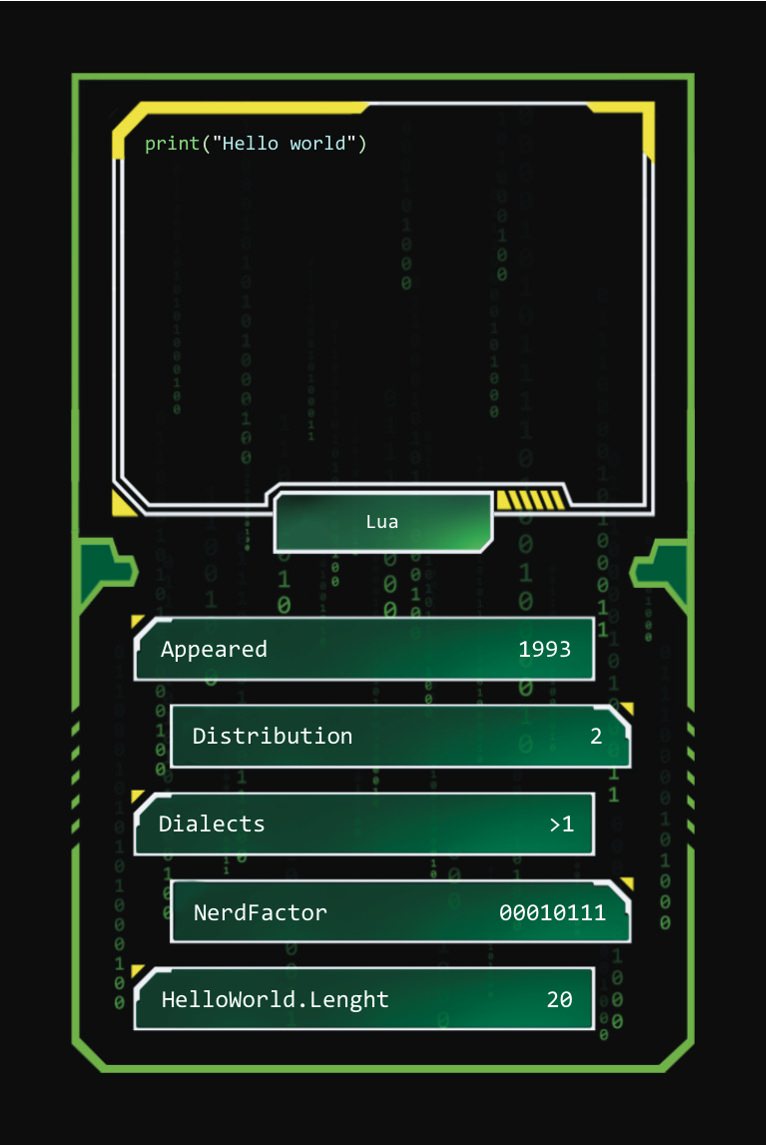 print("Hello world")
Lua
Appeared 1993
Distribution 2
Dialects >1
NerdFactor 00010111
HelloWorld.Lenght 20